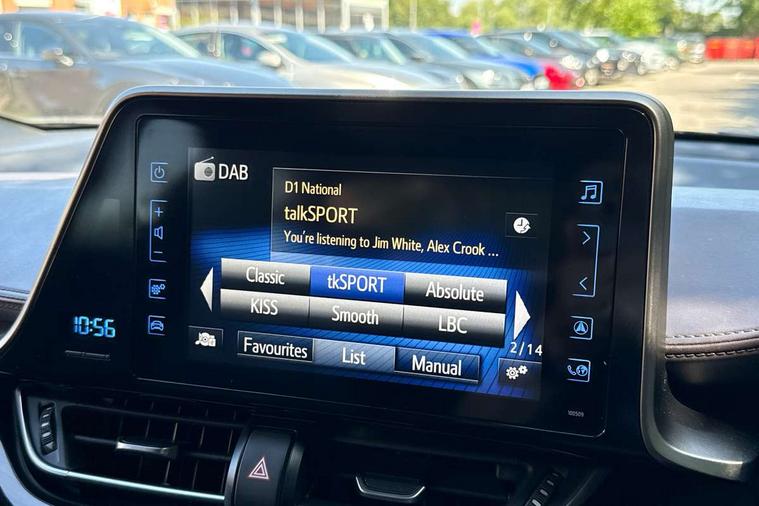 DAB
D1 National
talkSPORT
You're listening to Jim White, Alex Crook ...
Classic
tkSPORT
Absolute
KISS
Smooth
LBC
2/14
Favourites
List
Manual
10:56
100509